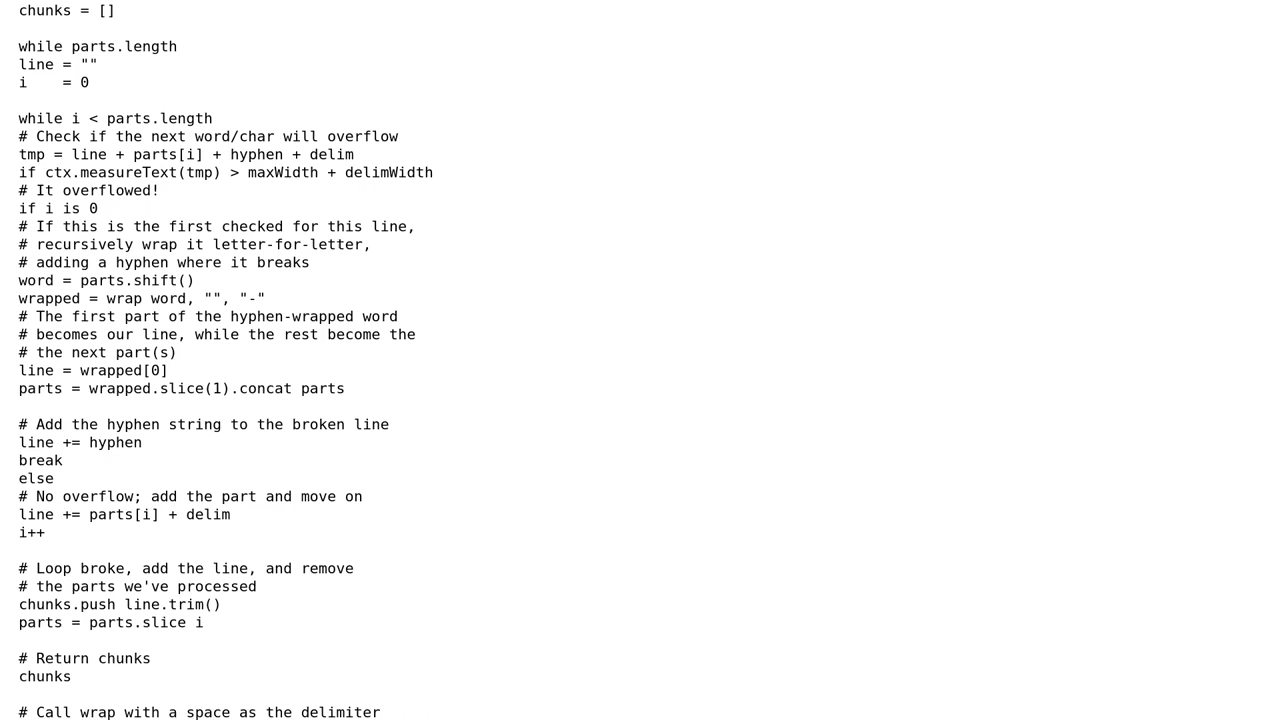 chunks = []

while parts.length
line = ""
i    = 0

while i < parts.length
# Check if the next word/char will overflow
tmp = line + parts[i] + hyphen + delim
if ctx.measureText(tmp) > maxWidth + delimWidth
# It overflowed!
if i is 0
# If this is the first checked for this line,
# recursively wrap it letter-for-letter,
# adding a hyphen where it breaks
word = parts.shift()
wrapped = wrap word, "", "-"
# The first part of the hyphen-wrapped word
# becomes our line, while the rest become the
# the next part(s)
line = wrapped[0]
parts = wrapped.slice(1).concat parts

# Add the hyphen string to the broken line
line += hyphen
break
else
# No overflow; add the part and move on
line += parts[i] + delim
i++

# Loop broke, add the line, and remove
# the parts we've processed
chunks.push line.trim()
parts = parts.slice i

# Return chunks
chunks

# Call wrap with a space as the delimiter